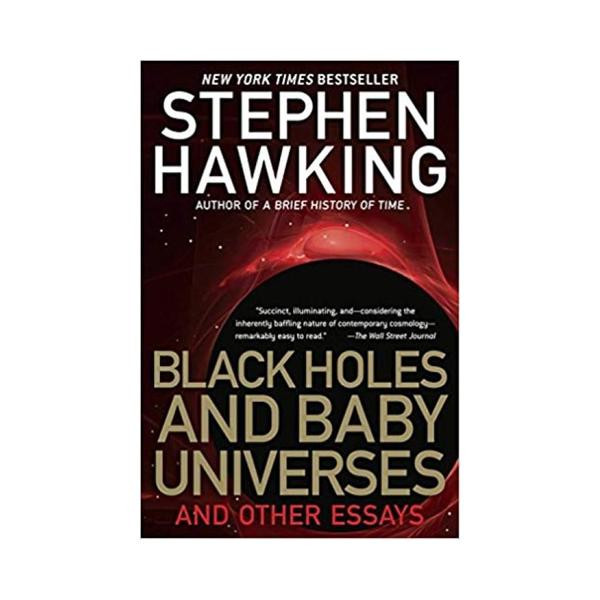 NEW YORK TIMES BESTSELLER
STEPHEN
HAWKING
AUTHOR OF A BRIEF HISTORY OF TIME.
"Succinct, illuminating, and—considering the
inherently baffling nature of contemporary cosmology—
remarkably easy to read." —The Wall Street Journal
BLACK HOLES
AND BABY
UNIVERSES
AND OTHER ESSAYS